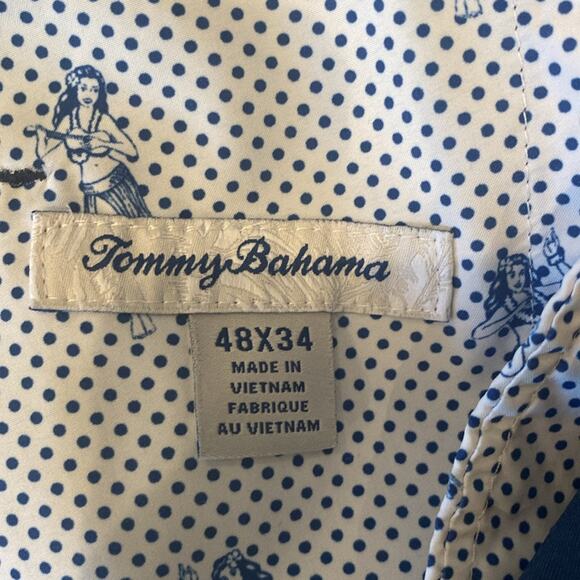 Tommy Bahama
48X34
MADE IN
VIETNAM
FABRIQUE
AU VIETNAM